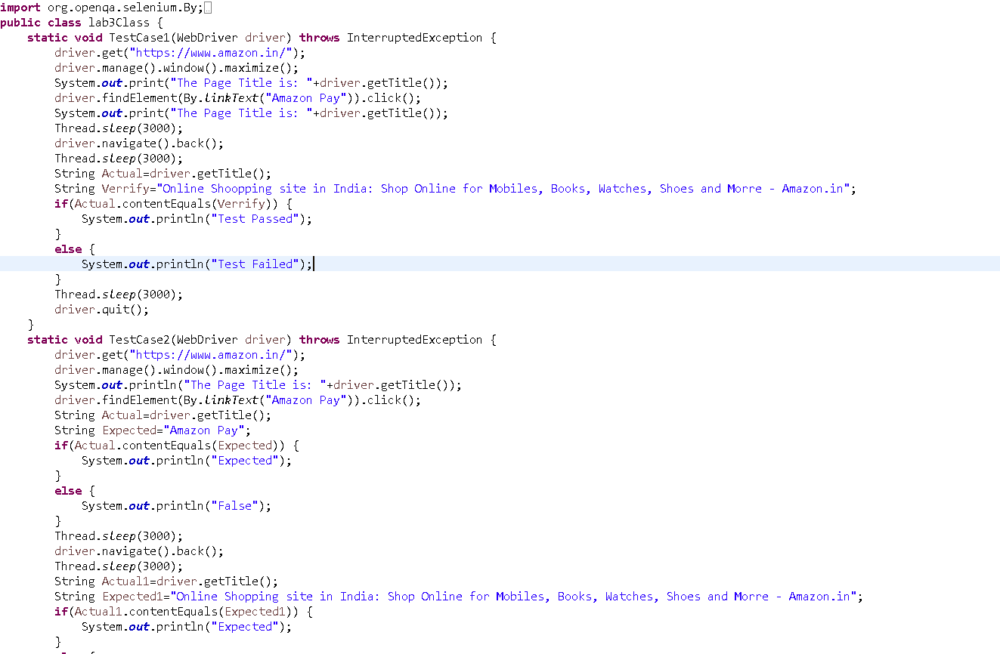 import org.openqa.selenium.By;
public class lab3Class {
    static void TestCase1(WebDriver driver) throws InterruptedException {
        driver.get("https://www.amazon.in/");
        driver.manage().window().maximize();
        System.out.print("The Page Title is: "+driver.getTitle());
        driver.findElement(By.linkText("Amazon Pay")).click();
        System.out.print("The Page Title is: "+driver.getTitle());
        Thread.sleep(3000);
        driver.navigate().back();
        Thread.sleep(3000);
        String Actual=driver.getTitle();
        String Verrify="Online Shoopping site in India: Shop Online for Mobiles, Books, Watches, Shoes and Morre - Amazon.in";
        if(Actual.contentEquals(Verrify)) {
            System.out.println("Test Passed");
        }
        else {
            System.out.println("Test Failed");
        }
        Thread.sleep(3000);
        driver.quit();
    }
    static void TestCase2(WebDriver driver) throws InterruptedException {
        driver.get("https://www.amazon.in/");
        driver.manage().window().maximize();
        System.out.println("The Page Title is: "+driver.getTitle());
        driver.findElement(By.linkText("Amazon Pay")).click();
        String Actual=driver.getTitle();
        String Expected="Amazon Pay";
        if(Actual.contentEquals(Expected)) {
            System.out.println("Expected");
        }
        else {
            System.out.println("False");
        }
        Thread.sleep(3000);
        driver.navigate().back();
        Thread.sleep(3000);
        String Actual1=driver.getTitle();
        String Expected1="Online Shopping site in India: Shop Online for Mobiles, Books, Watches, Shoes and Morre - Amazon.in";
        if(Actual1.contentEquals(Expected1)) {
            System.out.println("Expected");
        }